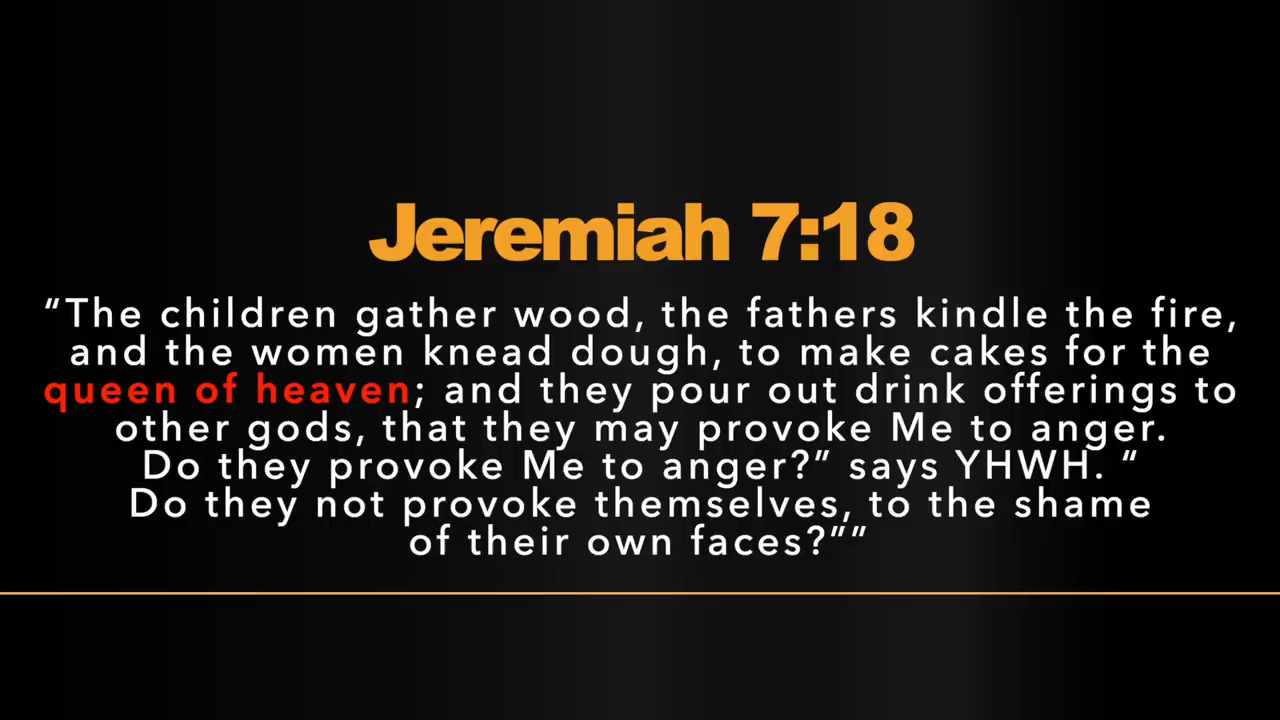 Jeremiah 7:18
“The children gather wood, the fathers kindle the fire,
and the women knead dough, to make cakes for the
queen of heaven; and they pour out drink offerings to
other gods, that they may provoke Me to anger.
Do they provoke Me to anger?” says YHWH. “
Do they not provoke themselves, to the shame
of their own faces?””